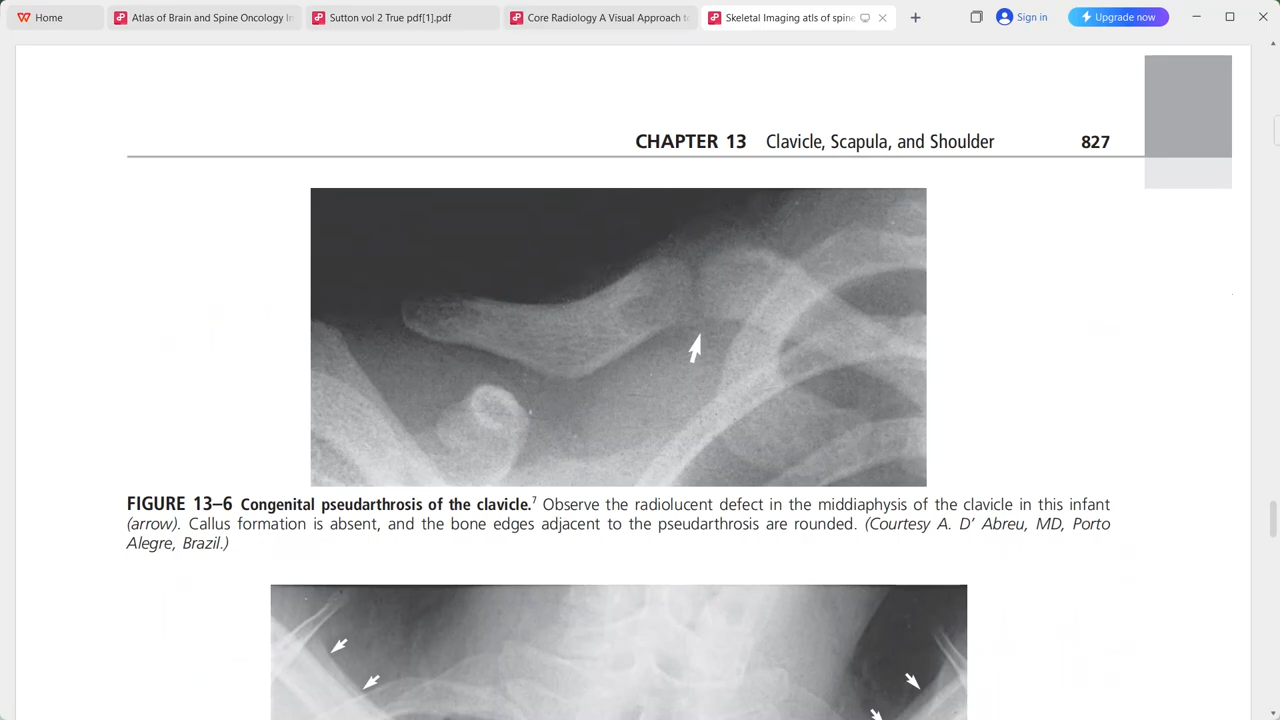 Home
Atlas of Brain and Spine Oncology I
Sutton vol 2 True pdf[1].pdf
Core Radiology A Visual Approach to
Skeletal Imaging atls of spine
Sign in
Upgrade now
CHAPTER 13 Clavicle, Scapula, and Shoulder 827
FIGURE 13–6 Congenital pseudarthrosis of the clavicle.7 Observe the radiolucent defect in the middiaphysis of the clavicle in this infant
(arrow). Callus formation is absent, and the bone edges adjacent to the pseudarthrosis are rounded. (Courtesy A. D’ Abreu, MD, Porto
Alegre, Brazil.)